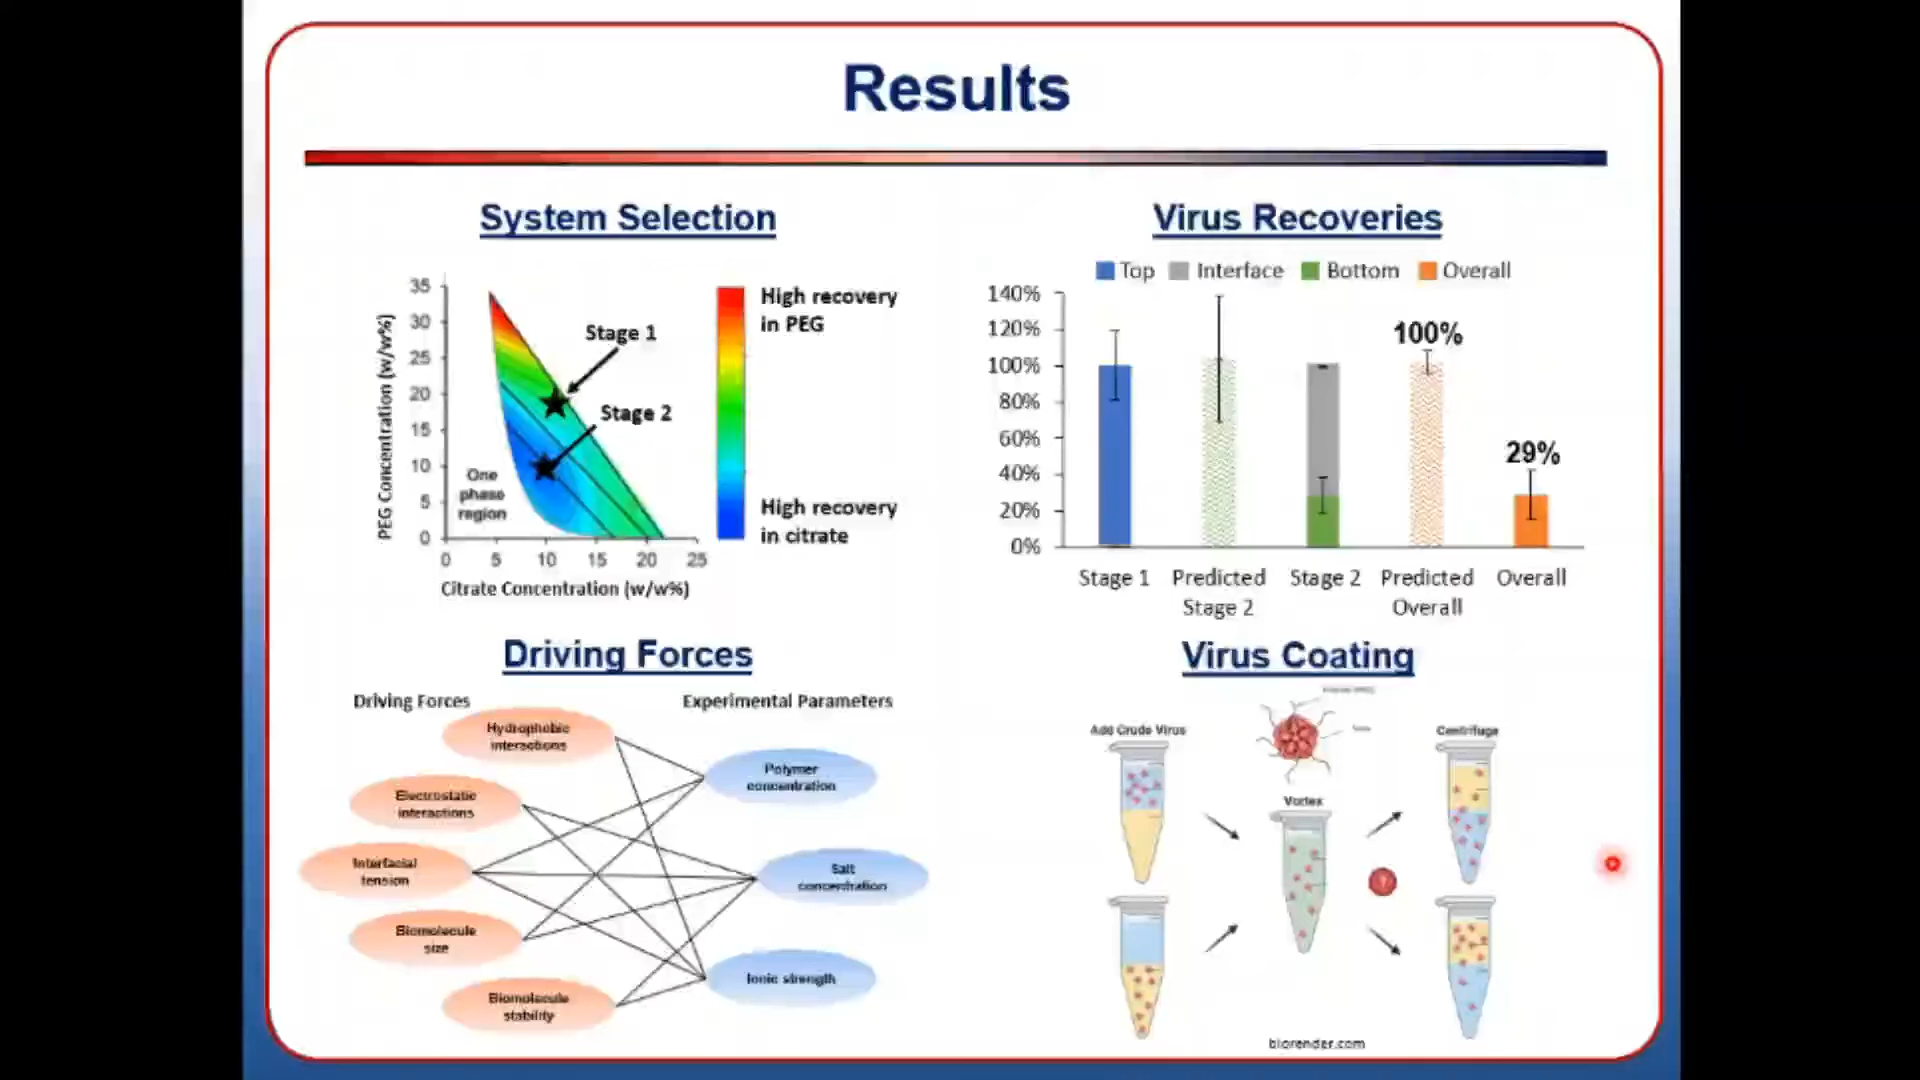 Results
System Selection
35
30
25
20
15
10
5
0
PEG Concentration (w/w%)
0 5 10 15 20 25
Citrate Concentration (w/w%)
One
phase
region
Stage 1
Stage 2
High recovery
in PEG
High recovery
in citrate
Virus Recoveries
Top Interface Bottom Overall
140%
120%
100%
80%
60%
40%
20%
0%
100%
29%
Stage 1 Predicted Stage 2 Predicted Overall
Stage 2 Overall
Driving Forces
Driving Forces Experimental Parameters
Hydrophobic
interactions
Electrostatic
interactions
Interfacial
tension
Biomolecule
size
Biomolecule
stability
Polymer
concentration
Salt
concentration
Ionic strength
Virus Coating
Add Crude Virus
Vortex
Centrifuge
biorender.com